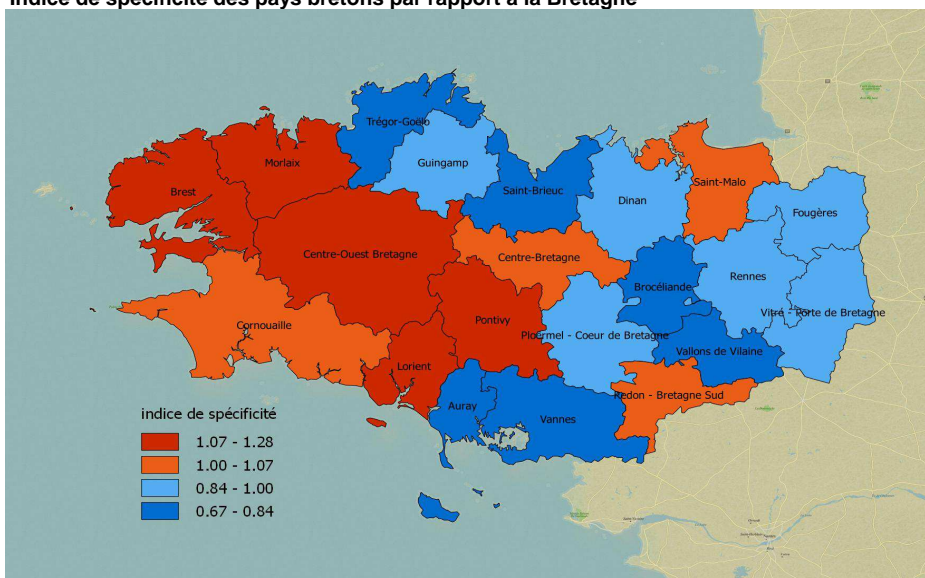 Indice de spécificité des pays bretons par rapport à la Bretagne
Trégor-Goëlo
Guingamp
Morlaix
Saint-Malo
Brest
Saint-Brieuc
Dinan
Fougères
Centre-Ouest Bretagne
Centre-Bretagne
Rennes
Brocéliande
Vitré - Porte de Bretagne
Pontivy
Cornouaille
Ploërmel - Coeur de Bretagne
Vallons de Vilaine
Lorient
Redon - Bretagne Sud
Auray
Vannes
indice de spécificité
1.07 - 1.28
1.00 - 1.07
0.84 - 1.00
0.67 - 0.84